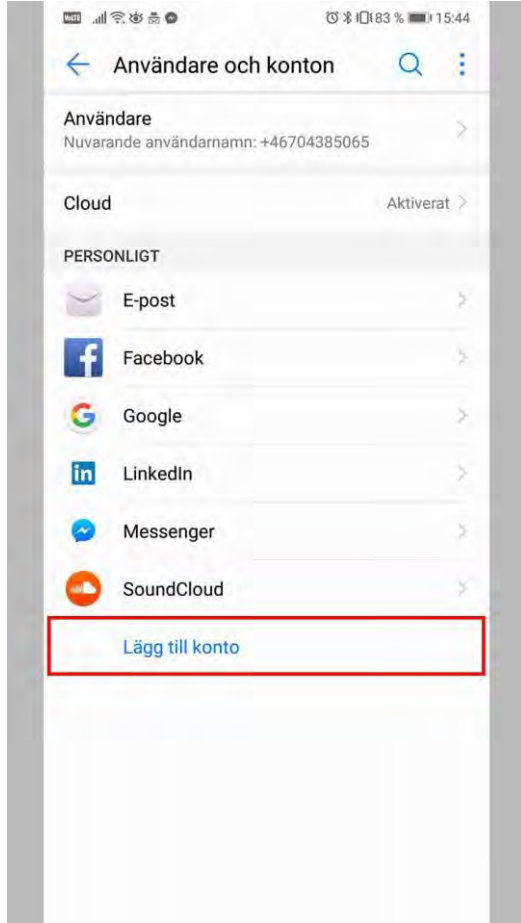 VoLTE 83 % 15:44
Användare och konton
Användare
Nuvarande användarnamn: +46704385065
Cloud Aktiverat
PERSONLIGT
E-post
Facebook
Google
LinkedIn
Messenger
SoundCloud
Lägg till konto